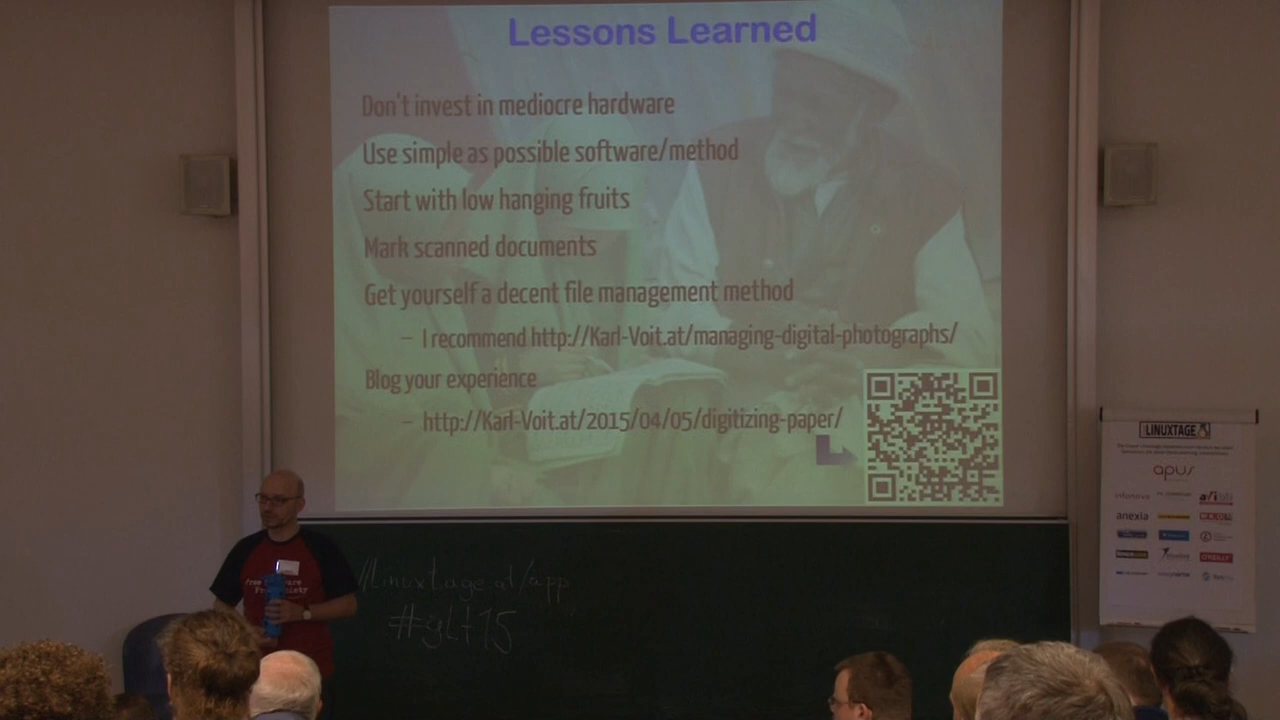 Lessons Learned
Don't invest in mediocre hardware
Use simple as possible software/method
Start with low hanging fruits
Mark scanned documents
Get yourself a decent file management method
– I recommend http://Karl-Voit.at/managing-digital-photographs/
Blog your experience
– http://Karl-Voit.at/2015/04/05/digitizing-paper/
LINUXTAGE
apus
infonova
anexia
O'REILLY
//linuxtage.at/app
#glt15